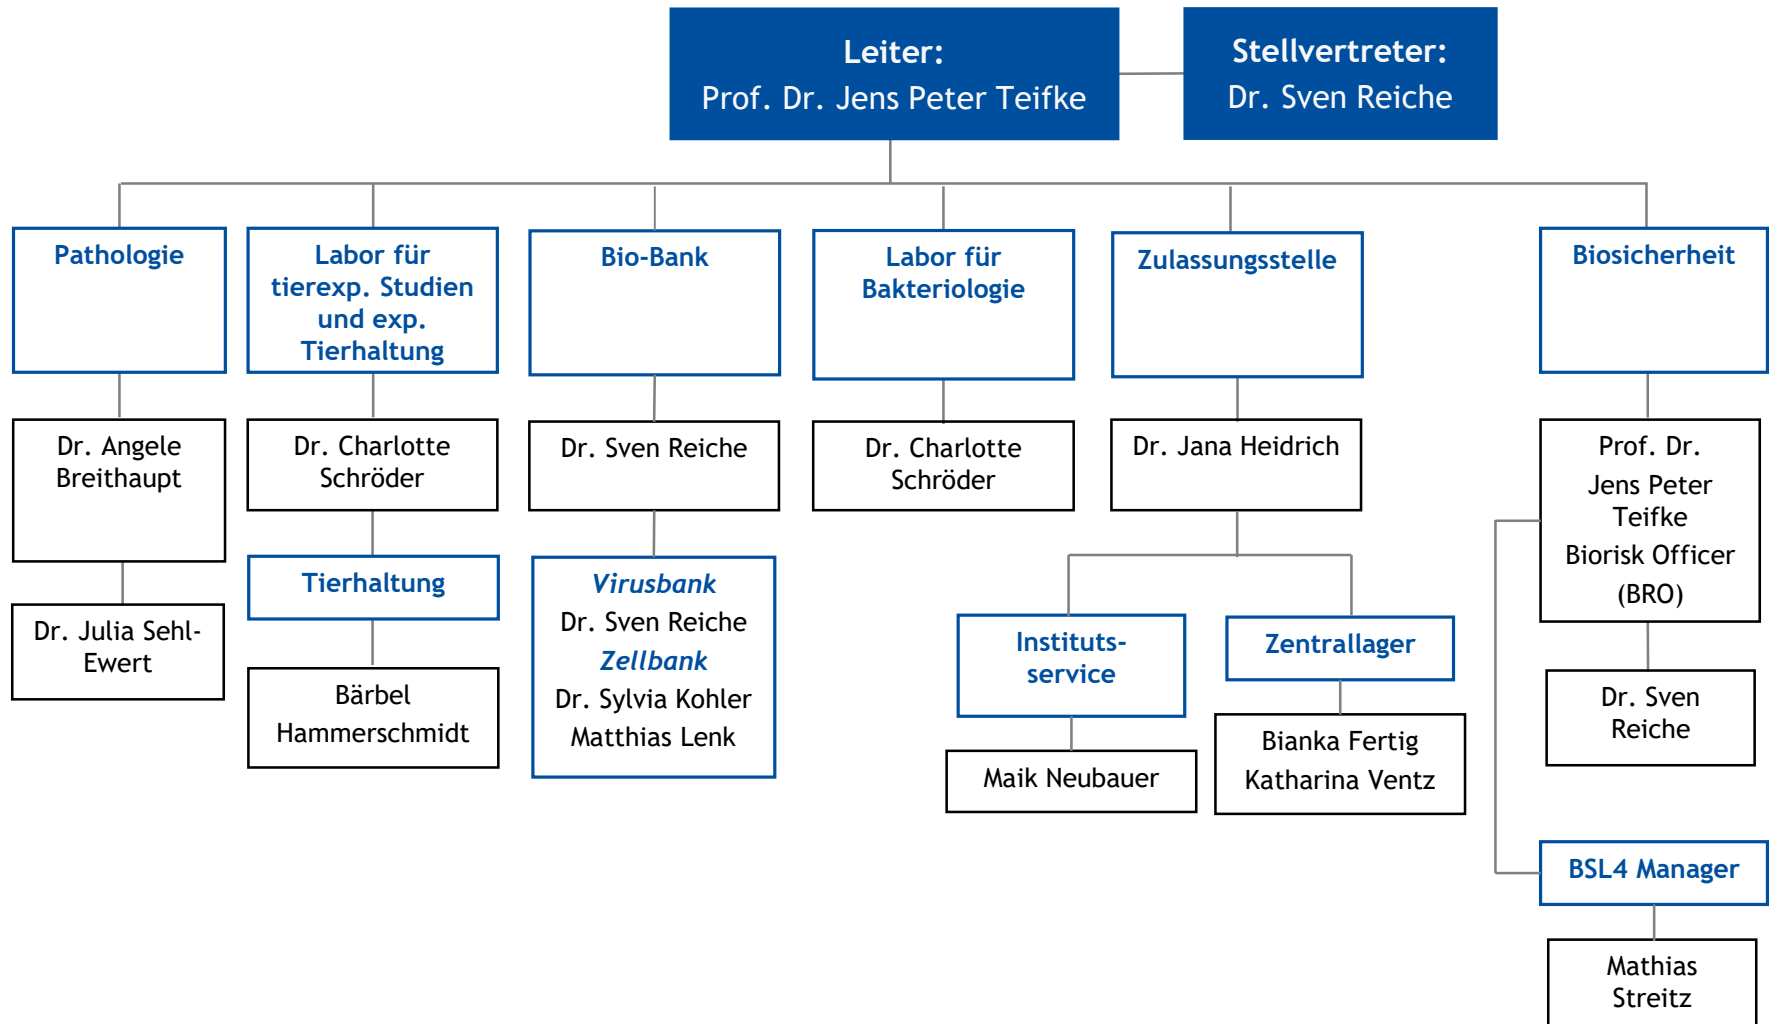 Leiter:
Prof. Dr. Jens Peter Teifke
Stellvertreter:
Dr. Sven Reiche
Pathologie
Dr. Angele
Breithaupt
Dr. Julia Sehl-
Ewert
Labor für
tierexp. Studien
und exp.
Tierhaltung
Dr. Charlotte
Schröder
Tierhaltung
Bärbel
Hammerschmidt
Bio-Bank
Dr. Sven Reiche
Virusbank
Dr. Sven Reiche
Zellbank
Dr. Sylvia Kohler
Matthias Lenk
Labor für
Bakteriologie
Dr. Charlotte
Schröder
Zulassungsstelle
Dr. Jana Heidrich
Instituts-
service
Maik Neubauer
Zentrallager
Bianka Fertig
Katharina Ventz
Biosicherheit
Prof. Dr.
Jens Peter
Teifke
Biorisk Officer
(BRO)
Dr. Sven
Reiche
BSL4 Manager
Mathias
Streitz